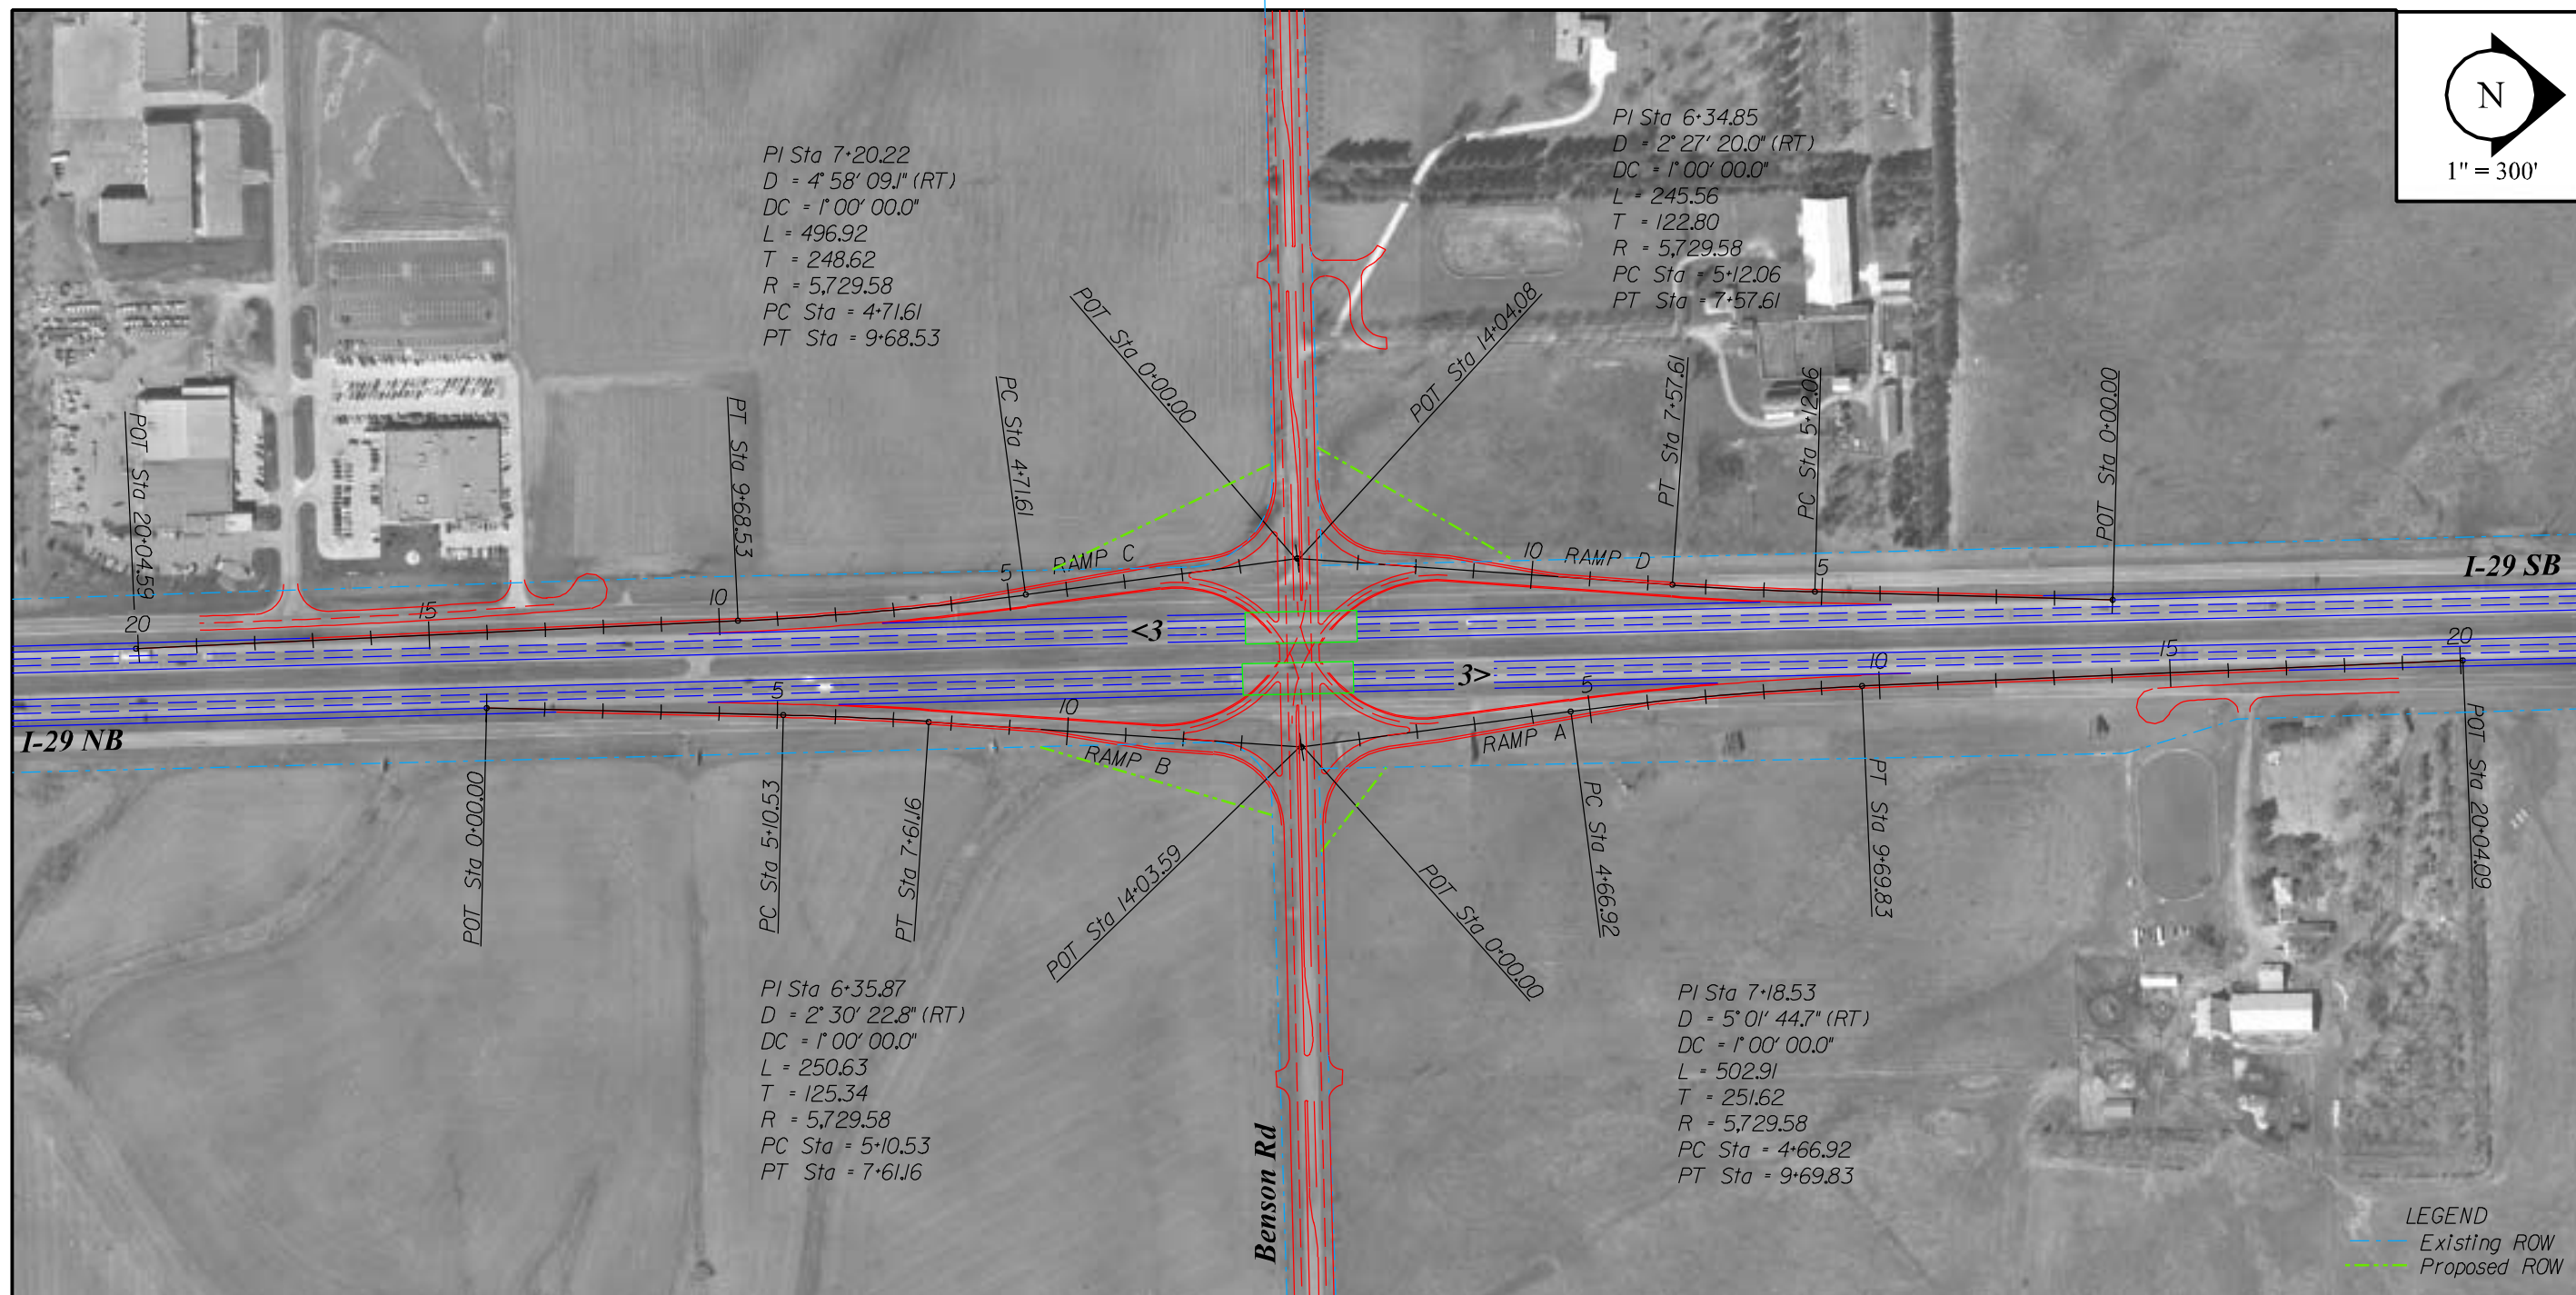 N
1" = 300'
PI Sta 7+20.22
D = 4° 58' 09.1" (RT)
DC = 1° 00' 00.0"
L = 496.92
T = 248.62
R = 5,729.58
PC Sta = 4+71.61
PT Sta = 9+68.53
PI Sta 6+34.85
D = 2° 27' 20.0" (RT)
DC = 1° 00' 00.0"
L = 245.56
T = 122.80
R = 5,729.58
PC Sta = 5+12.06
PT Sta = 7+57.61
POT Sta 20+04.59
PT Sta 9+68.53
PC Sta 4+71.61
POT Sta 0+00.00
POT Sta 14+04.08
PT Sta 7+57.61
PC Sta 5+12.06
POT Sta 0+00.00
20
15
10
5
RAMP C
10
RAMP D
5
I-29 SB
<3
3>
I-29 NB
5
10
RAMP B
RAMP A
5
10
15
20
POT Sta 0+00.00
PC Sta 5+10.53
PT Sta 7+61.16
POT Sta 14+03.59
POT Sta 0+00.00
PC Sta 4+66.92
PT Sta 9+69.83
POT Sta 20+04.09
PI Sta 6+35.87
D = 2° 30' 22.8" (RT)
DC = 1° 00' 00.0"
L = 250.63
T = 125.34
R = 5,729.58
PC Sta = 5+10.53
PT Sta = 7+61.16
PI Sta 7+18.53
D = 5° 01' 44.7" (RT)
DC = 1° 00' 00.0"
L = 502.91
T = 251.62
R = 5,729.58
PC Sta = 4+66.92
PT Sta = 9+69.83
Benson Rd
LEGEND
Existing ROW
Proposed ROW